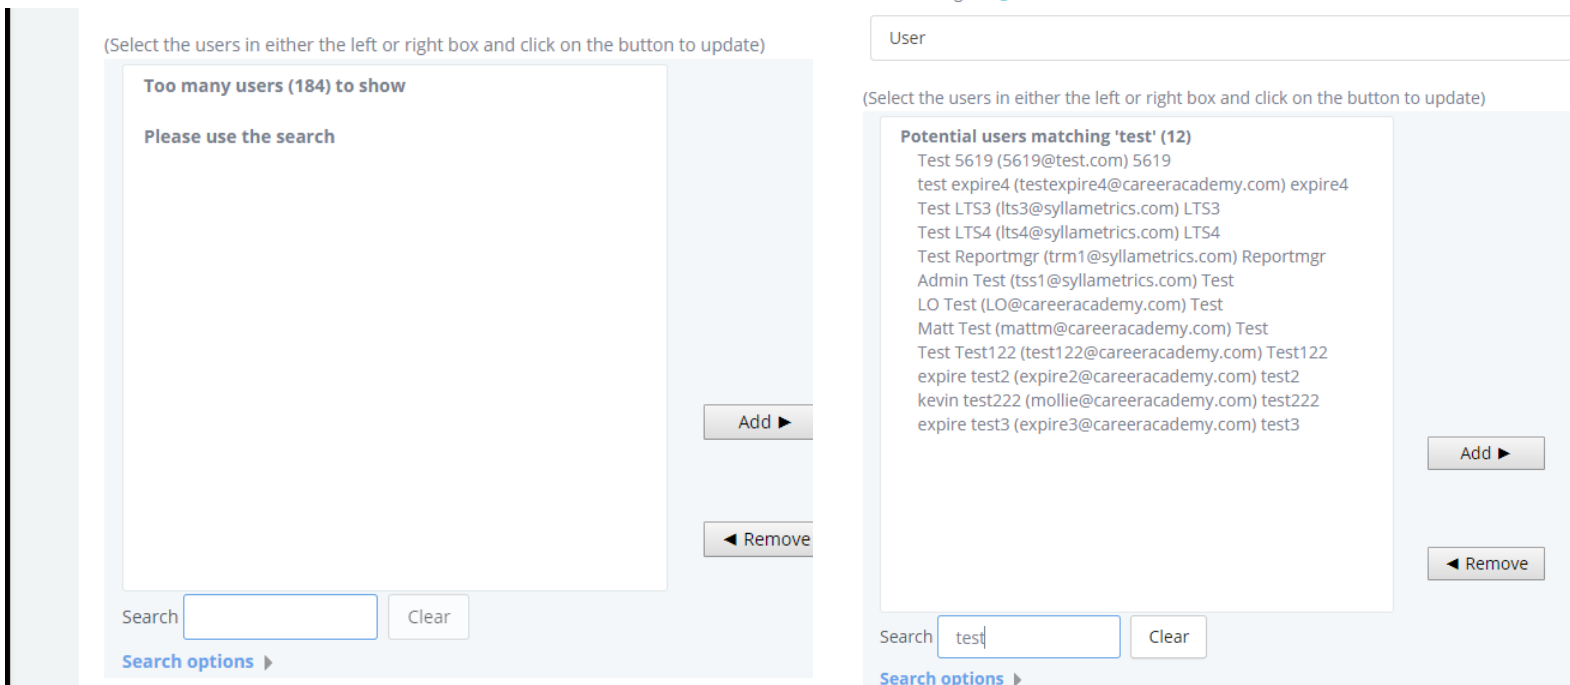 (Select the users in either the left or right box and click on the button to update)
Too many users (184) to show
Please use the search
Add ►
◄ Remove
Search
Clear
Search options
User
(Select the users in either the left or right box and click on the button to update)
Potential users matching 'test' (12)
Test 5619 (5619@test.com) 5619
test expire4 (testexpire4@careeracademy.com) expire4
Test LTS3 (lts3@syllametrics.com) LTS3
Test LTS4 (lts4@syllametrics.com) LTS4
Test Reportmgr (trm1@syllametrics.com) Reportmgr
Admin Test (tss1@syllametrics.com) Test
LO Test (LO@careeracademy.com) Test
Matt Test (mattm@careeracademy.com) Test
Test Test122 (test122@careeracademy.com) Test122
expire test2 (expire2@careeracademy.com) test2
kevin test222 (mollie@careeracademy.com) test222
expire test3 (expire3@careeracademy.com) test3
Add ►
◄ Remove
Search test Clear
Search options